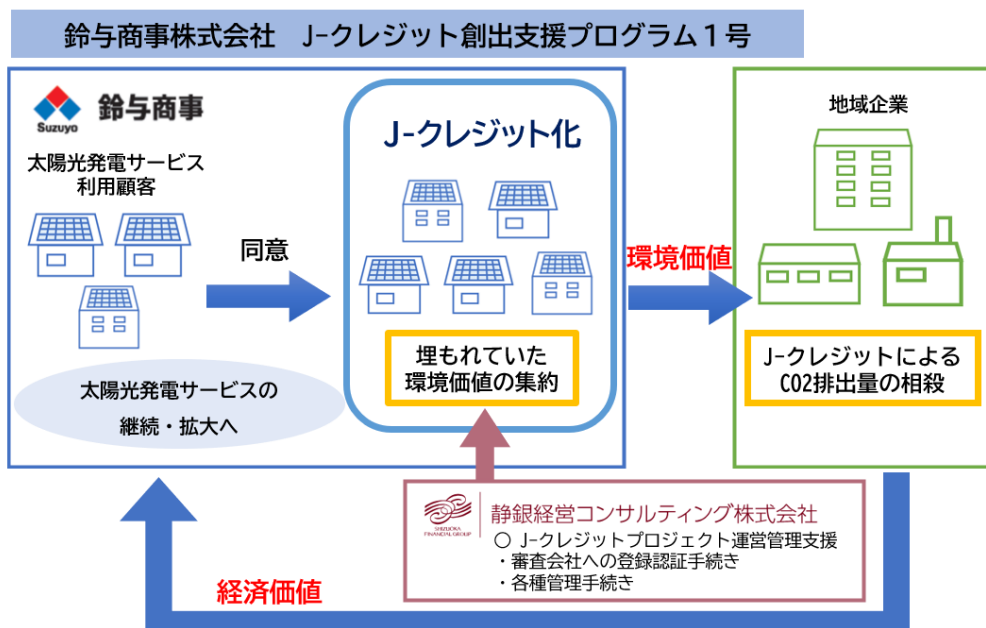 鈴与商事株式会社　J-クレジット創出支援プログラム１号
Suzuyo
鈴与商事
太陽光発電サービス
利用顧客
同意
太陽光発電サービスの
継続・拡大へ
J-クレジット化
埋もれていた
環境価値の集約
環境価値
地域企業
J-クレジットによる
CO2排出量の相殺
SHIZUOKA
FINANCIAL GROUP
静銀経営コンサルティング株式会社
○ J-クレジットプロジェクト運営管理支援
・審査会社への登録認証手続き
・各種管理手続き
経済価値